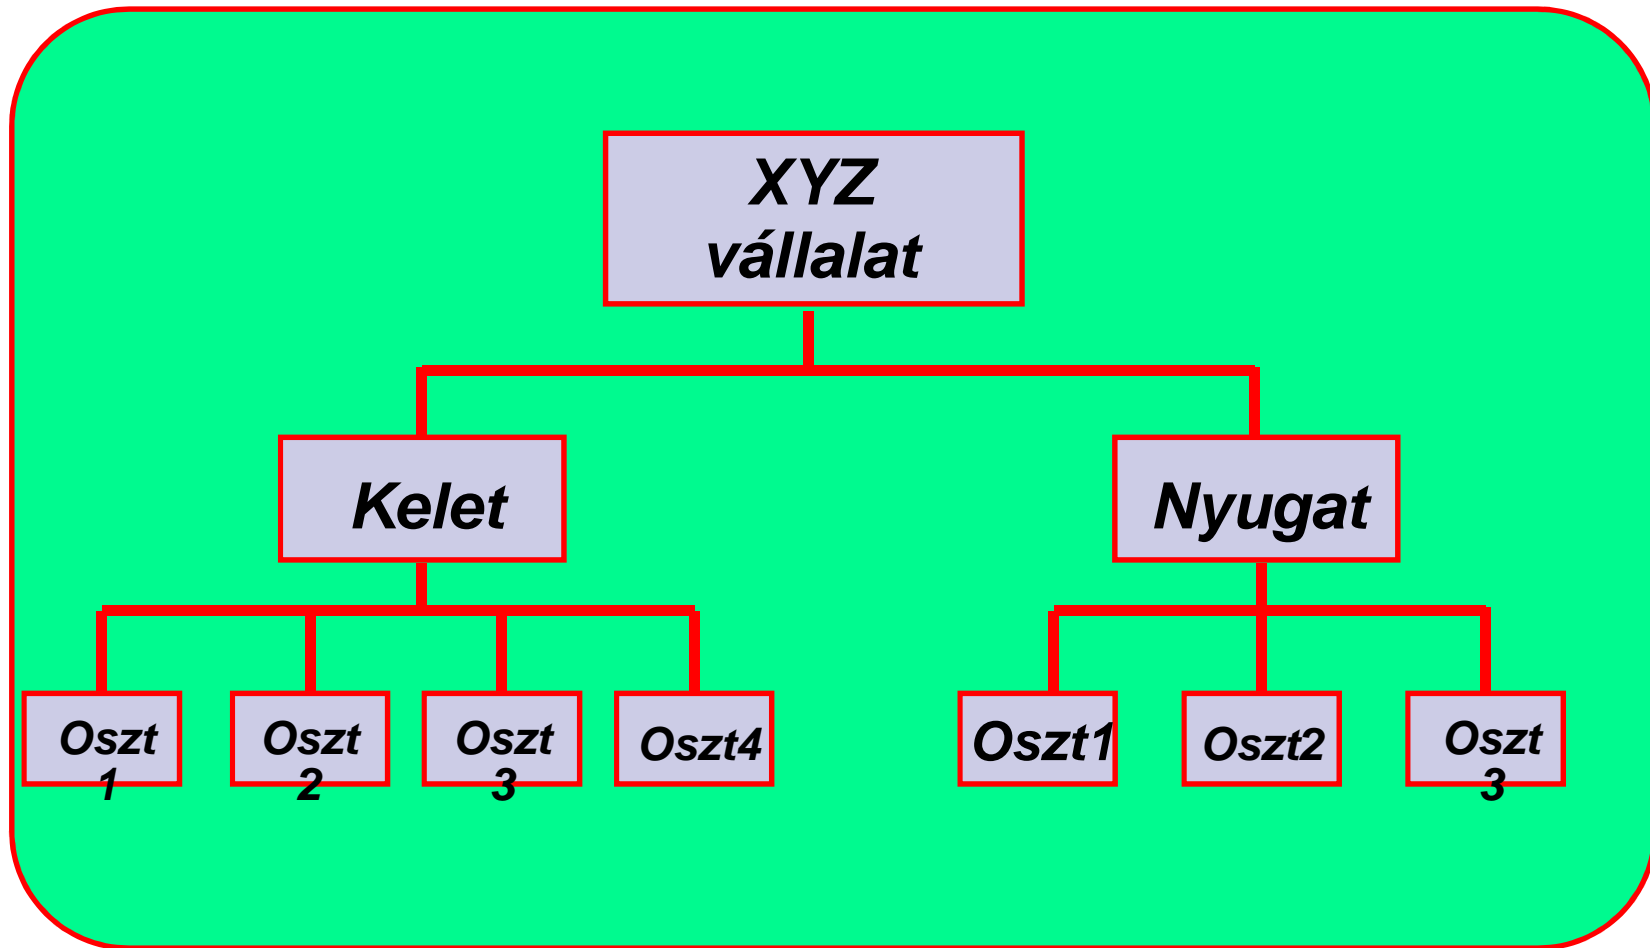 XYZ
vállalat
Kelet
Nyugat
Oszt
1
Oszt
2
Oszt
3
Oszt4
Oszt1
Oszt2
Oszt
3